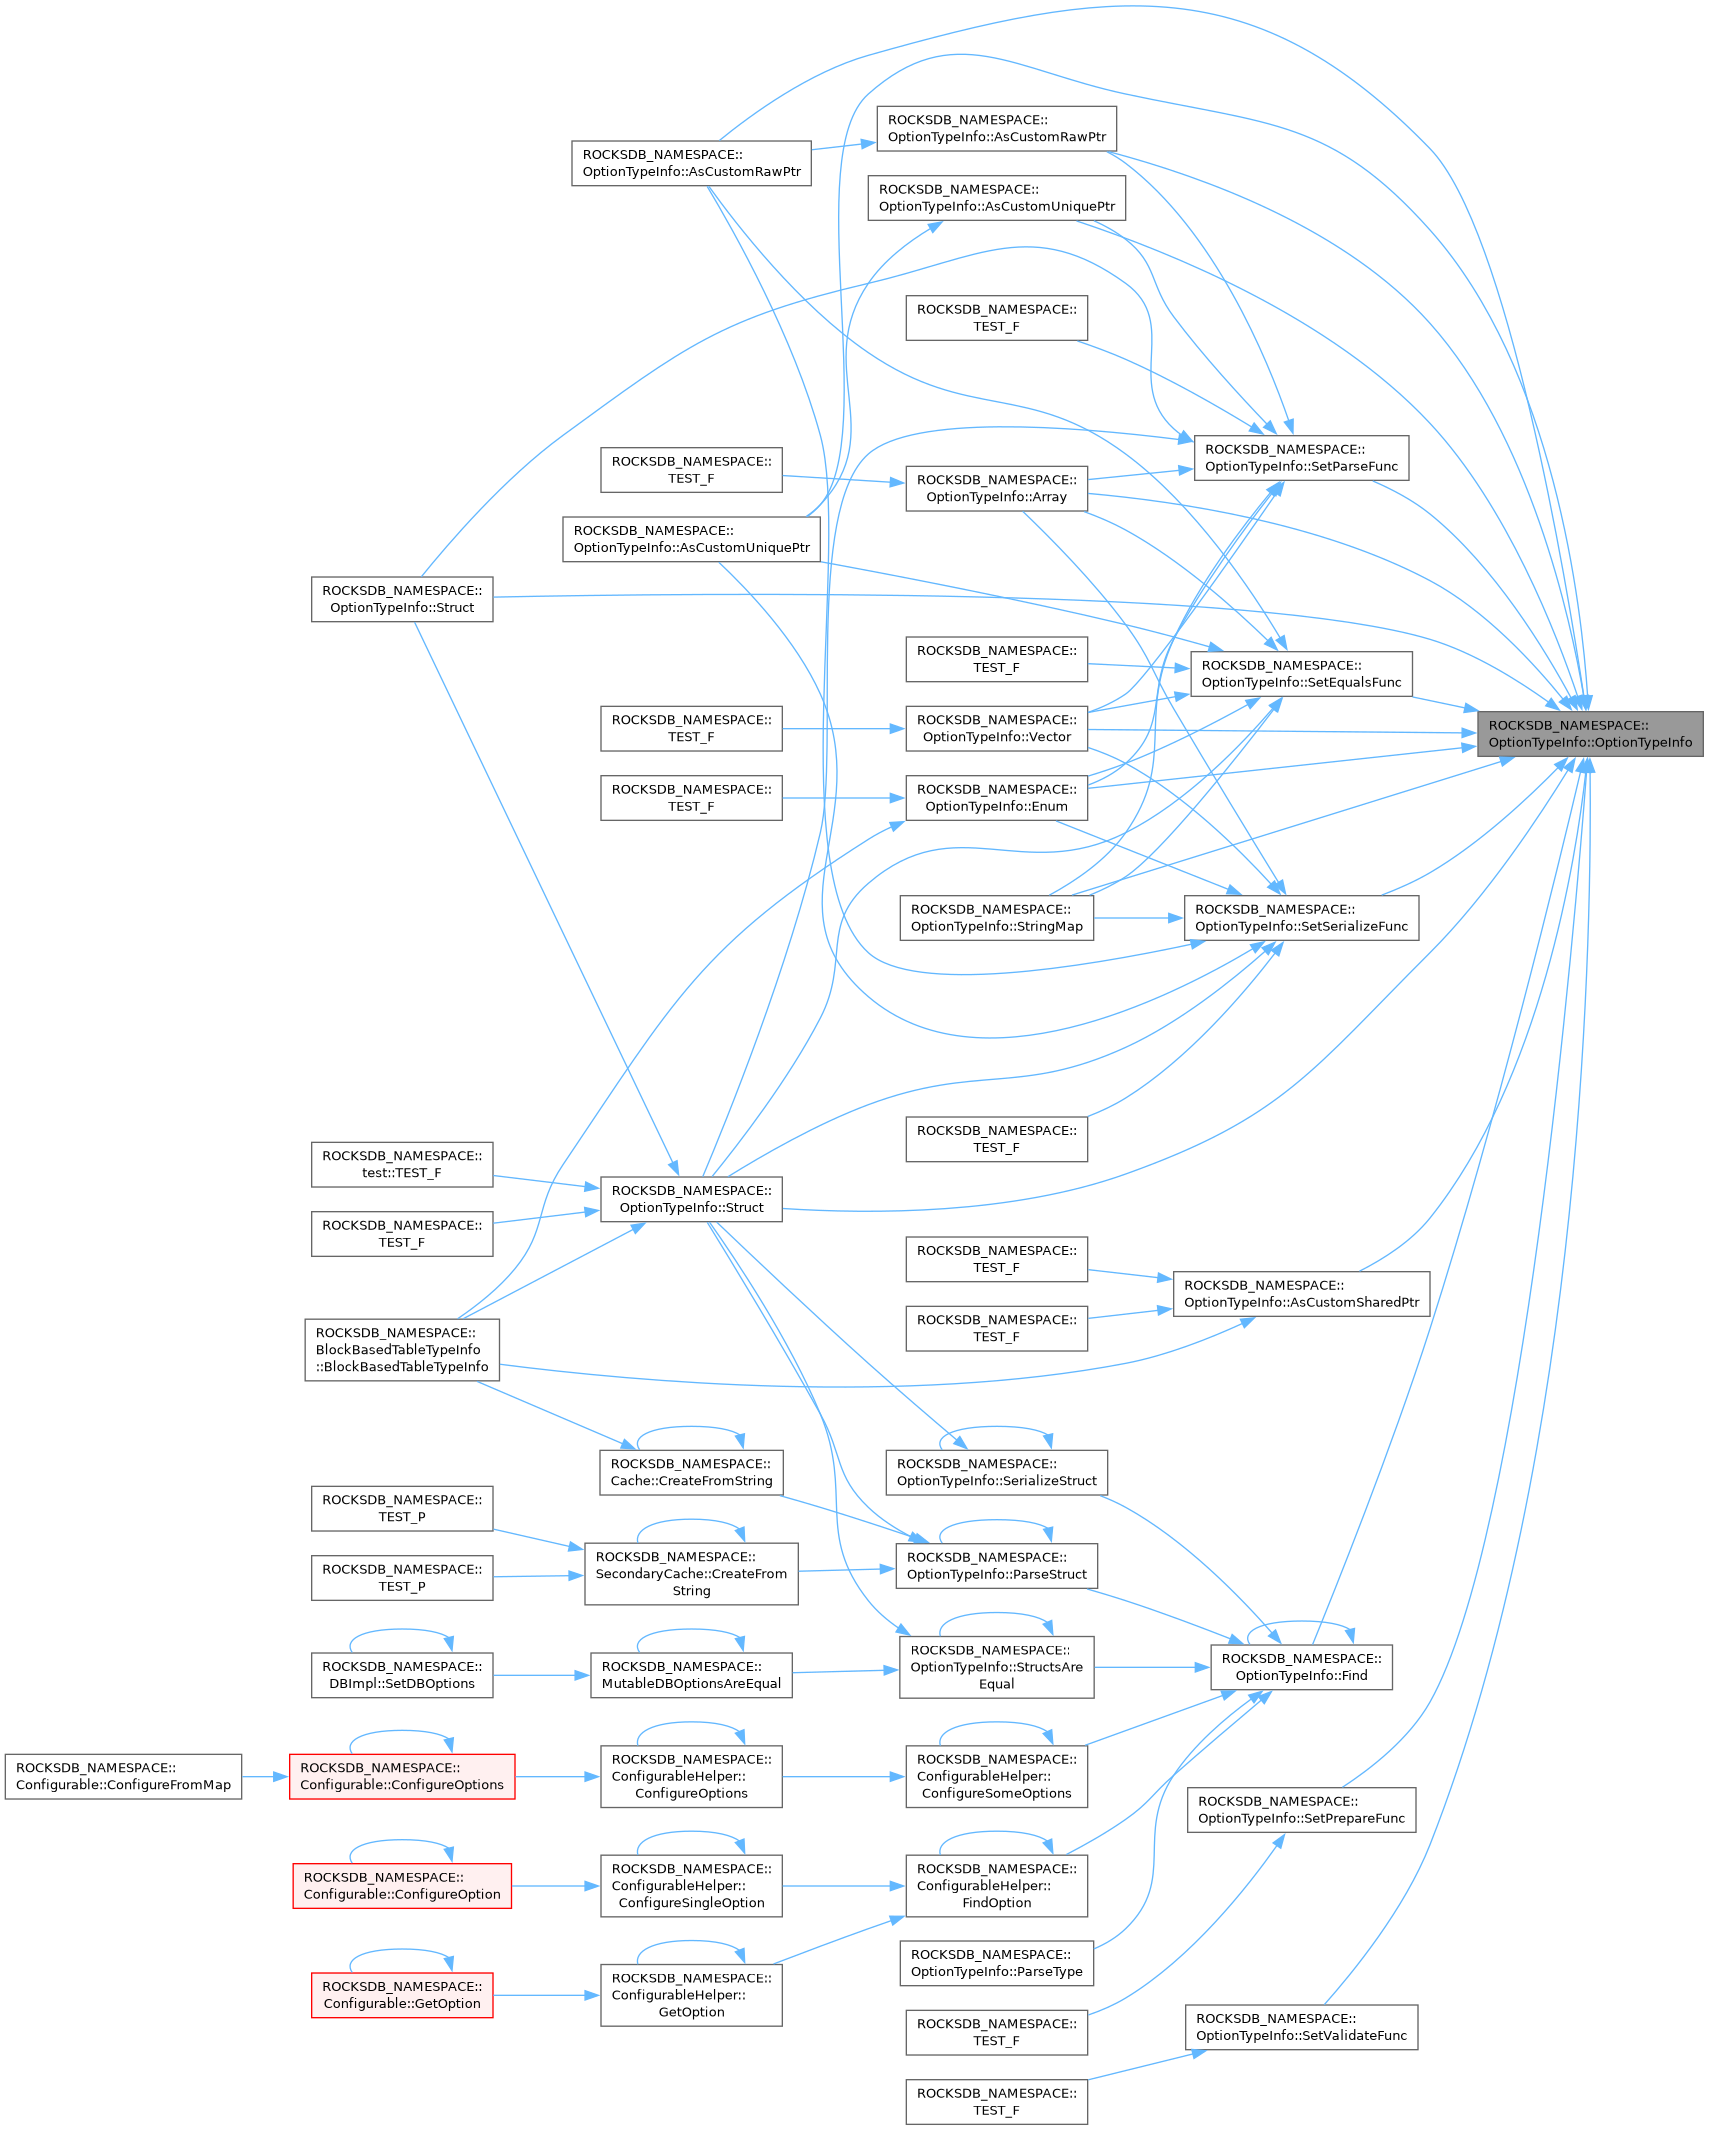 ROCKSDB_NAMESPACE::
OptionTypeInfo::AsCustomRawPtr
ROCKSDB_NAMESPACE::
OptionTypeInfo::AsCustomRawPtr
ROCKSDB_NAMESPACE::
OptionTypeInfo::AsCustomUniquePtr
ROCKSDB_NAMESPACE::
TEST_F
ROCKSDB_NAMESPACE::
OptionTypeInfo::SetParseFunc
ROCKSDB_NAMESPACE::
TEST_F
ROCKSDB_NAMESPACE::
OptionTypeInfo::Array
ROCKSDB_NAMESPACE::
OptionTypeInfo::AsCustomUniquePtr
ROCKSDB_NAMESPACE::
OptionTypeInfo::Struct
ROCKSDB_NAMESPACE::
TEST_F
ROCKSDB_NAMESPACE::
OptionTypeInfo::SetEqualsFunc
ROCKSDB_NAMESPACE::
TEST_F
ROCKSDB_NAMESPACE::
OptionTypeInfo::Vector
ROCKSDB_NAMESPACE::
OptionTypeInfo::OptionTypeInfo
ROCKSDB_NAMESPACE::
TEST_F
ROCKSDB_NAMESPACE::
OptionTypeInfo::Enum
ROCKSDB_NAMESPACE::
OptionTypeInfo::StringMap
ROCKSDB_NAMESPACE::
OptionTypeInfo::SetSerializeFunc
ROCKSDB_NAMESPACE::
TEST_F
ROCKSDB_NAMESPACE::
test::TEST_F
ROCKSDB_NAMESPACE::
OptionTypeInfo::Struct
ROCKSDB_NAMESPACE::
TEST_F
ROCKSDB_NAMESPACE::
TEST_F
ROCKSDB_NAMESPACE::
OptionTypeInfo::AsCustomSharedPtr
ROCKSDB_NAMESPACE::
TEST_F
ROCKSDB_NAMESPACE::
BlockBasedTableTypeInfo
::BlockBasedTableTypeInfo
ROCKSDB_NAMESPACE::
Cache::CreateFromString
ROCKSDB_NAMESPACE::
OptionTypeInfo::SerializeStruct
ROCKSDB_NAMESPACE::
TEST_P
ROCKSDB_NAMESPACE::
SecondaryCache::CreateFrom
String
ROCKSDB_NAMESPACE::
OptionTypeInfo::ParseStruct
ROCKSDB_NAMESPACE::
TEST_P
ROCKSDB_NAMESPACE::
DBImpl::SetDBOptions
ROCKSDB_NAMESPACE::
MutableDBOptionsAreEqual
ROCKSDB_NAMESPACE::
OptionTypeInfo::StructsAre
Equal
ROCKSDB_NAMESPACE::
OptionTypeInfo::Find
ROCKSDB_NAMESPACE::
Configurable::ConfigureFromMap
ROCKSDB_NAMESPACE::
Configurable::ConfigureOptions
ROCKSDB_NAMESPACE::
ConfigurableHelper::
ConfigureOptions
ROCKSDB_NAMESPACE::
ConfigurableHelper::
ConfigureSomeOptions
ROCKSDB_NAMESPACE::
OptionTypeInfo::SetPrepareFunc
ROCKSDB_NAMESPACE::
Configurable::ConfigureOption
ROCKSDB_NAMESPACE::
ConfigurableHelper::
ConfigureSingleOption
ROCKSDB_NAMESPACE::
ConfigurableHelper::
FindOption
ROCKSDB_NAMESPACE::
OptionTypeInfo::ParseType
ROCKSDB_NAMESPACE::
Configurable::GetOption
ROCKSDB_NAMESPACE::
ConfigurableHelper::
GetOption
ROCKSDB_NAMESPACE::
TEST_F
ROCKSDB_NAMESPACE::
OptionTypeInfo::SetValidateFunc
ROCKSDB_NAMESPACE::
TEST_F